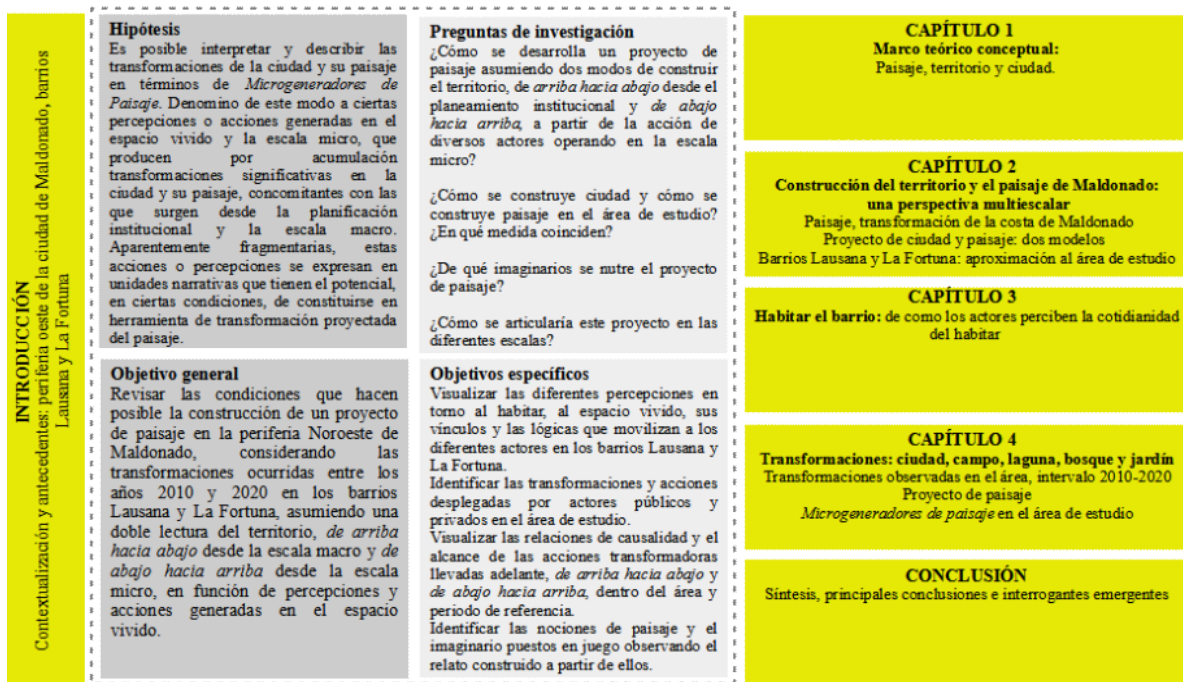 INTRODUCCIÓN
Contextualización y antecedentes: periferia oeste de la ciudad de Maldonado, barrios
Lausana y La Fortuna
Hipótesis
Es posible interpretar y describir las
transformaciones de la ciudad y su paisaje
en términos de Microgeneradores de
Paisaje. Denomino de este modo a ciertas
percepciones o acciones generadas en el
espacio vivido y la escala micro, que
producen por acumulación
transformaciones significativas en la
ciudad y su paisaje, concomitantes con las
que surgen desde la planificación
institucional y la escala macro.
Aparentemente fragmentarias, estas
acciones o percepciones se expresan en
unidades narrativas que tienen el potencial,
en ciertas condiciones, de constituirse en
herramienta de transformación proyectada
del paisaje.
Preguntas de investigación
¿Cómo se desarrolla un proyecto de
paisaje asumiendo dos modos de construir
el territorio, de arriba hacia abajo desde el
planeamiento institucional y de abajo
hacia arriba, a partir de la acción de
diversos actores operando en la escala
micro?
¿Cómo se construye ciudad y cómo se
construye paisaje en el área de estudio?
¿En qué medida coinciden?
¿De qué imaginarios se nutre el proyecto
de paisaje?
¿Cómo se articularía este proyecto en las
diferentes escalas?
Objetivo general
Revisar las condiciones que hacen
posible la construcción de un proyecto
de paisaje en la periferia Noroeste de
Maldonado, considerando las
transformaciones ocurridas entre los
años 2010 y 2020 en los barrios
Lausana y La Fortuna, asumiendo una
doble lectura del territorio, de arriba
hacia abajo desde la escala macro y de
abajo hacia arriba desde la escala
micro, en función de percepciones y
acciones generadas en el espacio
vivido.
Objetivos específicos
Visualizar las diferentes percepciones en
torno al habitar, al espacio vivido, sus
vínculos y las lógicas que movilizan a los
diferentes actores en los barrios Lausana y
La Fortuna.
Identificar las transformaciones y acciones
desplegadas por actores públicos y
privados en el área de estudio.
Visualizar las relaciones de causalidad y el
alcance de las acciones transformadoras
llevadas adelante, de arriba hacia abajo y
de abajo hacia arriba, dentro del área y
periodo de referencia.
Identificar las nociones de paisaje y el
imaginario puestos en juego observando el
relato construido a partir de ellos.
CAPÍTULO 1
Marco teórico conceptual:
Paisaje, territorio y ciudad.
CAPÍTULO 2
Construcción del territorio y el paisaje de Maldonado:
una perspectiva multiescalar
Paisaje, transformación de la costa de Maldonado
Proyecto de ciudad y paisaje: dos modelos
Barrios Lausana y La Fortuna: aproximación al área de estudio
CAPÍTULO 3
Habitar el barrio: de como los actores perciben la cotidianidad
del habitar
CAPÍTULO 4
Transformaciones: ciudad, campo, laguna, bosque y jardín
Transformaciones observadas en el área, intervalo 2010-2020
Proyecto de paisaje
Microgeneradores de paisaje en el área de estudio
CONCLUSIÓN
Síntesis, principales conclusiones e interrogantes emergentes